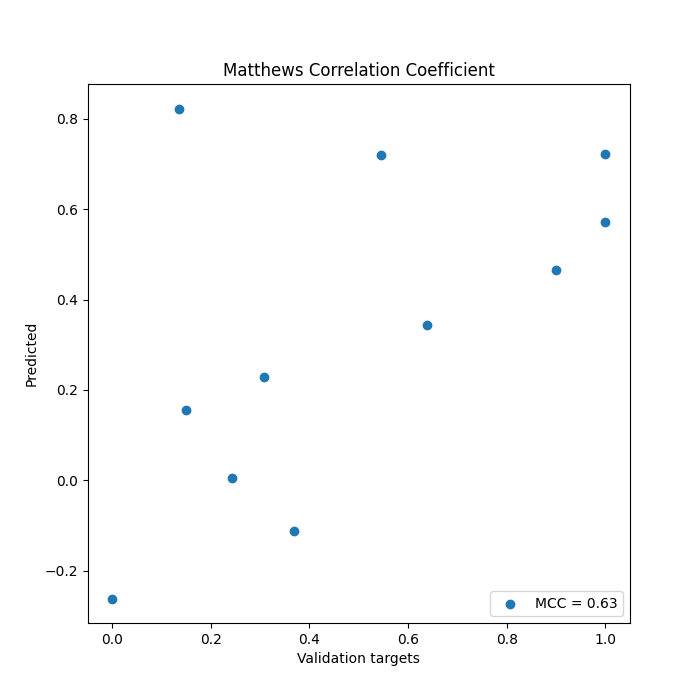 Matthews Correlation Coefficient
0.8
0.6
0.4
0.2
0.0
−0.2
Predicted
MCC = 0.63
0.0 0.2 0.4 0.6 0.8 1.0
Validation targets